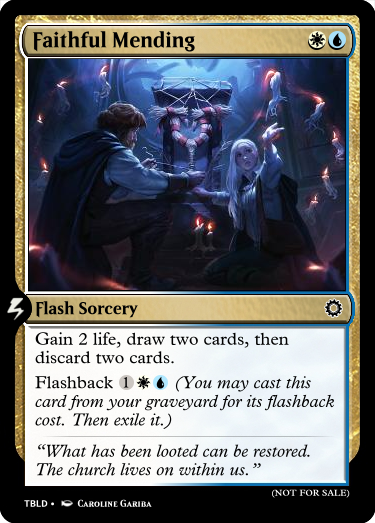 Faithful Mending
Flash Sorcery
Gain 2 life, draw two cards, then
discard two cards.
Flashback 1 (You may cast this
card from your graveyard for its flashback
cost. Then exile it.)
“What has been looted can be restored.
The church lives on within us.”
TBLD • Caroline Gariba
(NOT FOR SALE)